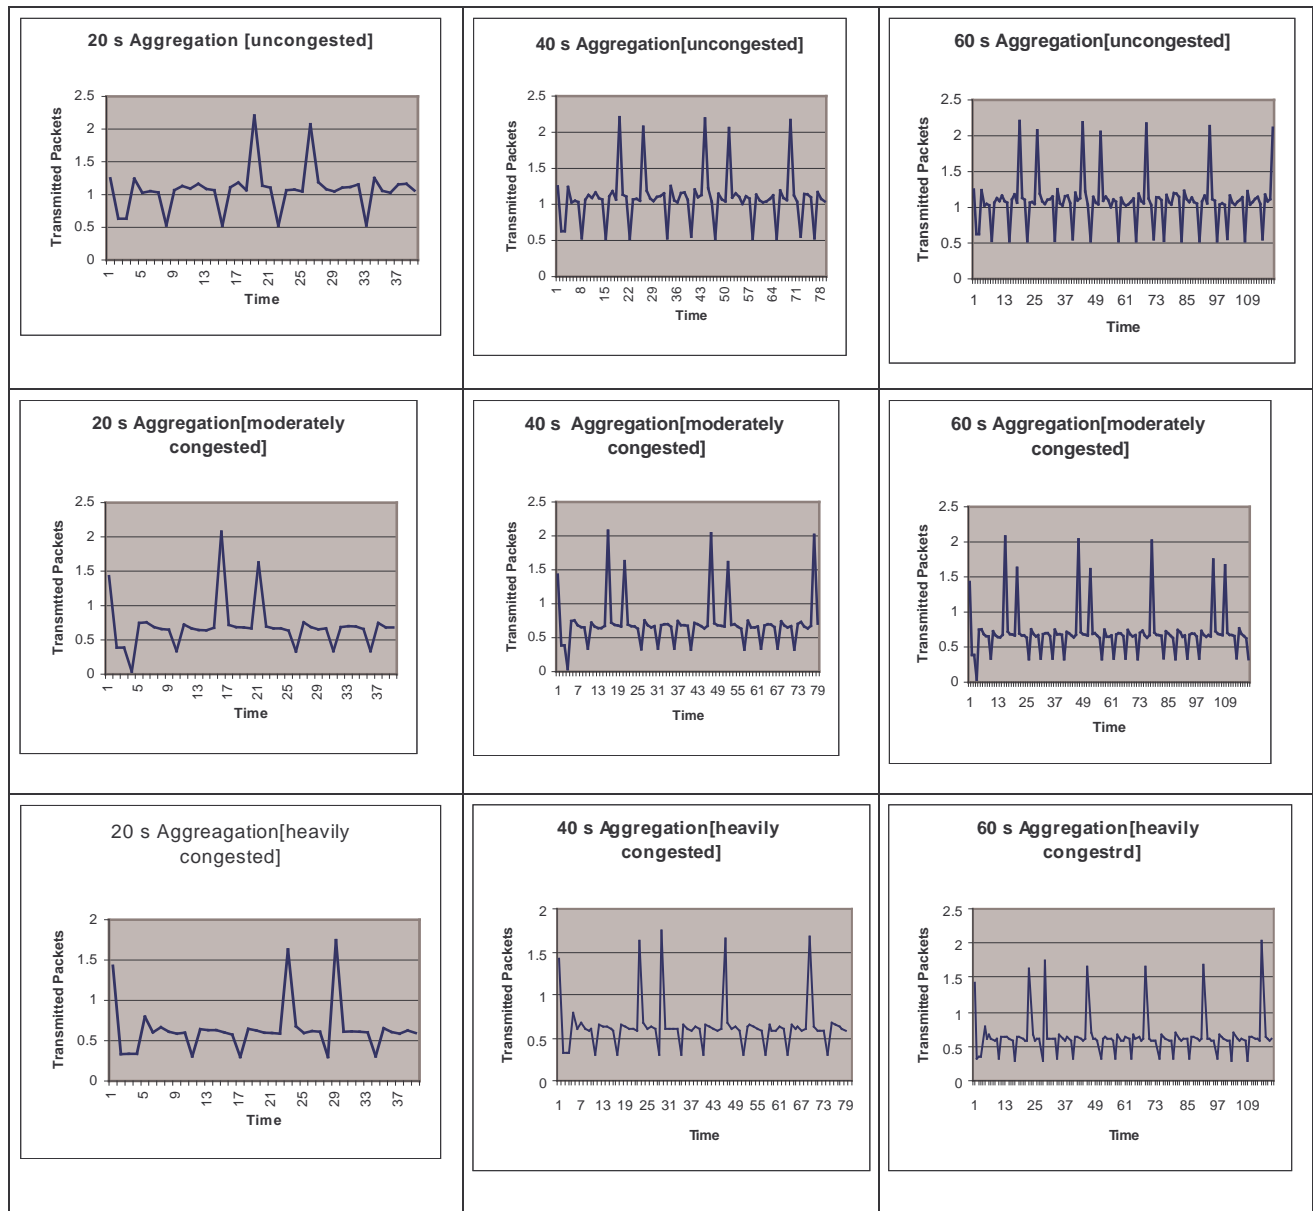 20 s Aggregation [uncongested]
Transmitted Packets
2.5
2
1.5
1
0.5
0
1 5 9 13 17 21 25 29 33 37
Time
40 s Aggregation[uncongested]
Transmitted Packets
2.5
2
1.5
1
0.5
0
1 8 15 22 29 36 43 50 57 64 71 78
Time
60 s Aggregation[uncongested]
Transmitted Packets
2.5
2
1.5
1
0.5
0
1 13 25 37 49 61 73 85 97 109
Time
20 s Aggregation[moderately
congested]
Transmtted Packets
2.5
2
1.5
1
0.5
0
1 5 9 13 17 21 25 29 33 37
Time
40 s Aggregation[moderately
congested]
Transmitted Packets
2.5
2
1.5
1
0.5
0
1 7 13 19 25 31 37 43 49 55 61 67 73 79
Time
60 s Aggregation[moderately
congested]
Transmitted Packets
2.5
2
1.5
1
0.5
0
1 13 25 37 49 61 73 85 97 109
Time
20 s Aggreagation[heavily
congested]
Transmitted Packets
2
1.5
1
0.5
0
1 5 9 13 17 21 25 29 33 37
Time
40 s Aggregation[heavily
congested]
Transmitted Packets
2
1.5
1
0.5
0
1 7 13 19 25 31 37 43 49 55 61 67 73 79
Time
60 s Aggregation[heavily
congestrd]
Transmitted Packets
2.5
2
1.5
1
0.5
0
1 13 25 37 49 61 73 85 97 109
Time